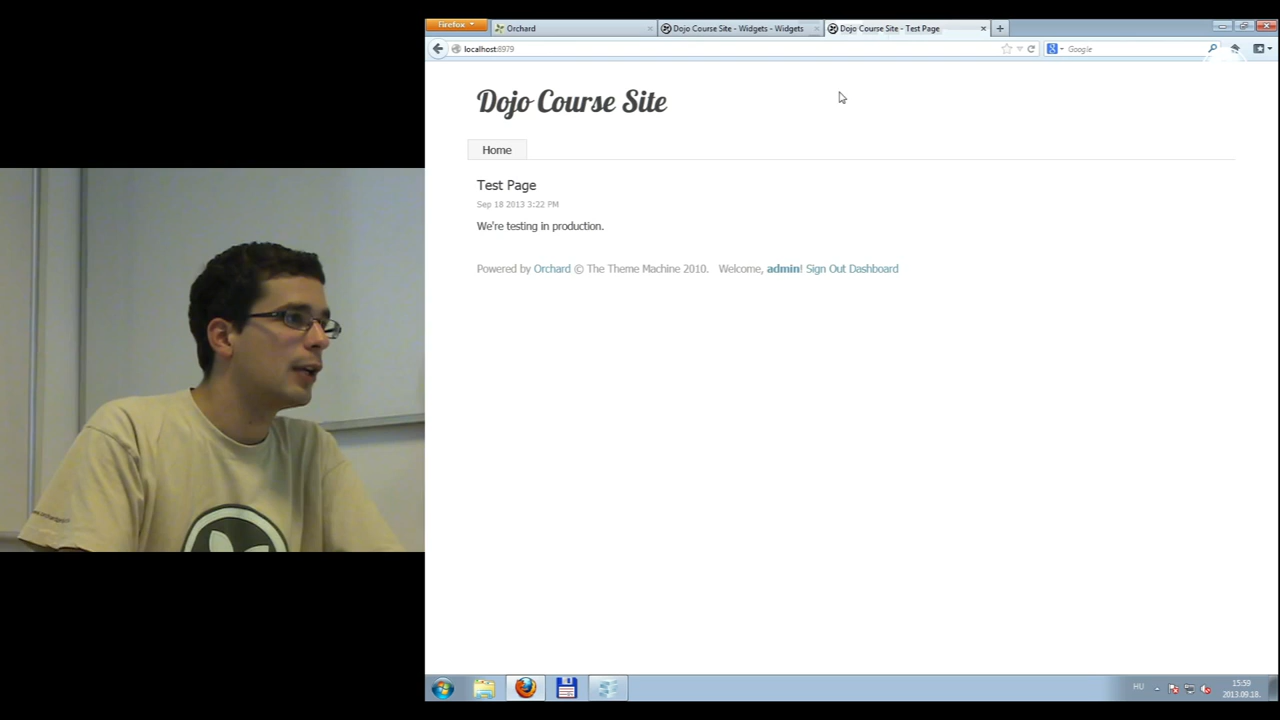 Firefox
Orchard
Dojo Course Site - Widgets - Widgets
Dojo Course Site - Test Page
localhost:8979
Google
Dojo Course Site
Home
Test Page
Sep 18 2013 3:22 PM
We're testing in production.
Powered by Orchard © The Theme Machine 2010. Welcome, admin! Sign Out Dashboard
HU
15:59
2013.09.18.